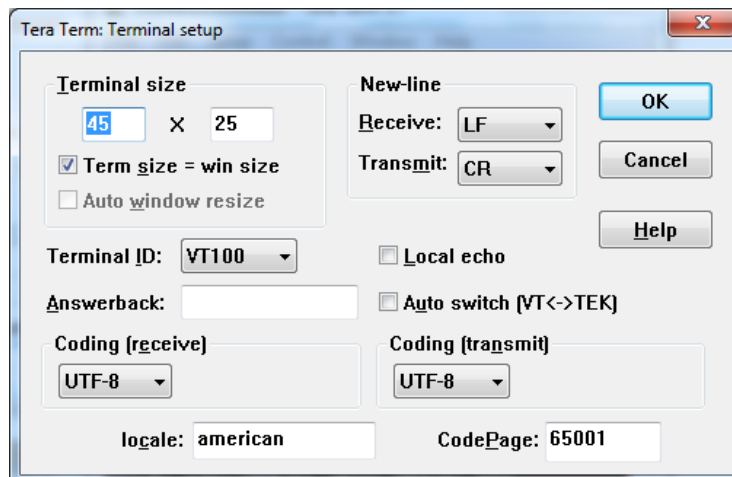 Tera Term: Terminal setup
Terminal size
45 X 25
Term size = win size
Auto window resize
New-line
Receive: LF
Transmit: CR
OK
Cancel
Help
Terminal ID: VT100
Local echo
Answerback:
Auto switch (VT<->TEK)
Coding (receive)
UTF-8
Coding (transmit)
UTF-8
locale: american
CodePage: 65001